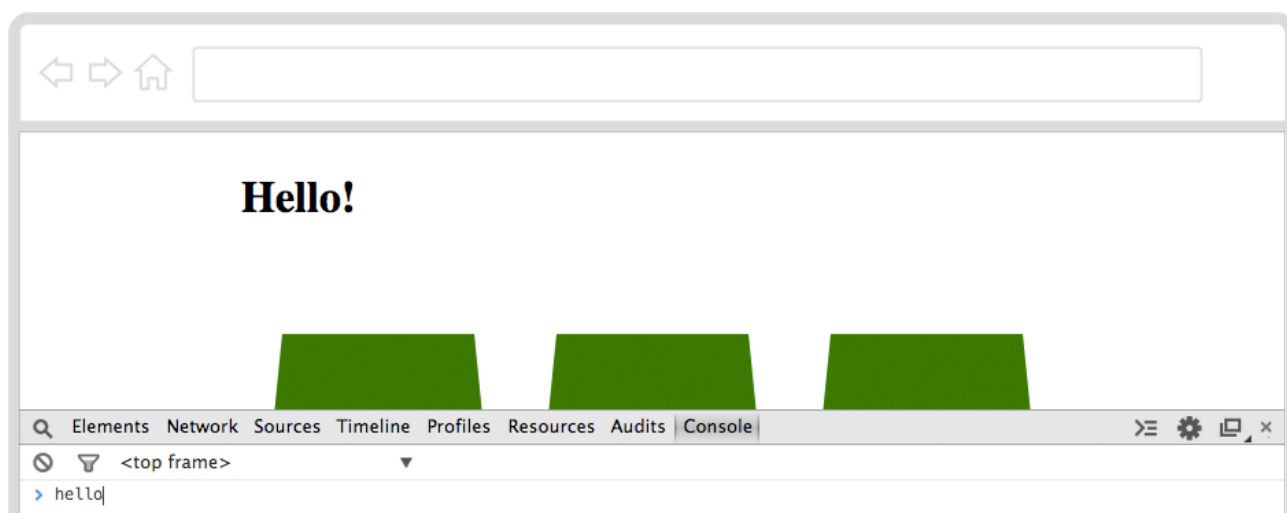 Hello!
Elements Network Sources Timeline Profiles Resources Audits Console
<top frame>
hello